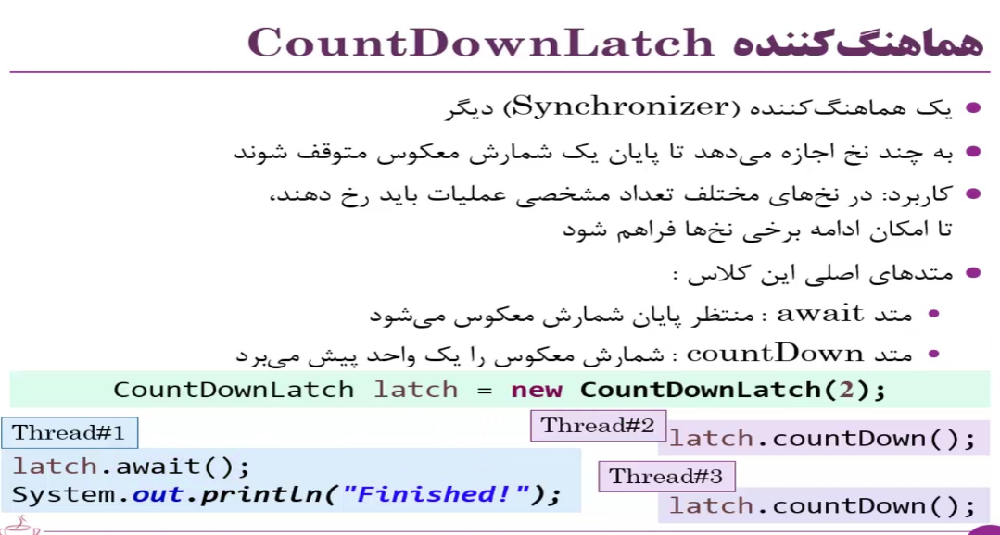 هماهنگ‌کننده CountDownLatch
یک هماهنگ‌کننده (Synchronizer) دیگر
به چند نخ اجازه می‌دهد تا پایان یک شمارش معکوس متوقف شوند
کاربرد: در نخ‌های مختلف تعداد مشخصی عملیات باید رخ دهند،
تا امکان ادامه برخی نخ‌ها فراهم شود
متدهای اصلی این کلاس :
متد await : منتظر پایان شمارش معکوس می‌شود
متد countDown : شمارش معکوس را یک واحد پیش می‌برد
CountDownLatch latch = new CountDownLatch(2);
Thread#1
latch.await();
System.out.println("Finished!");
Thread#2
latch.countDown();
Thread#3
latch.countDown();